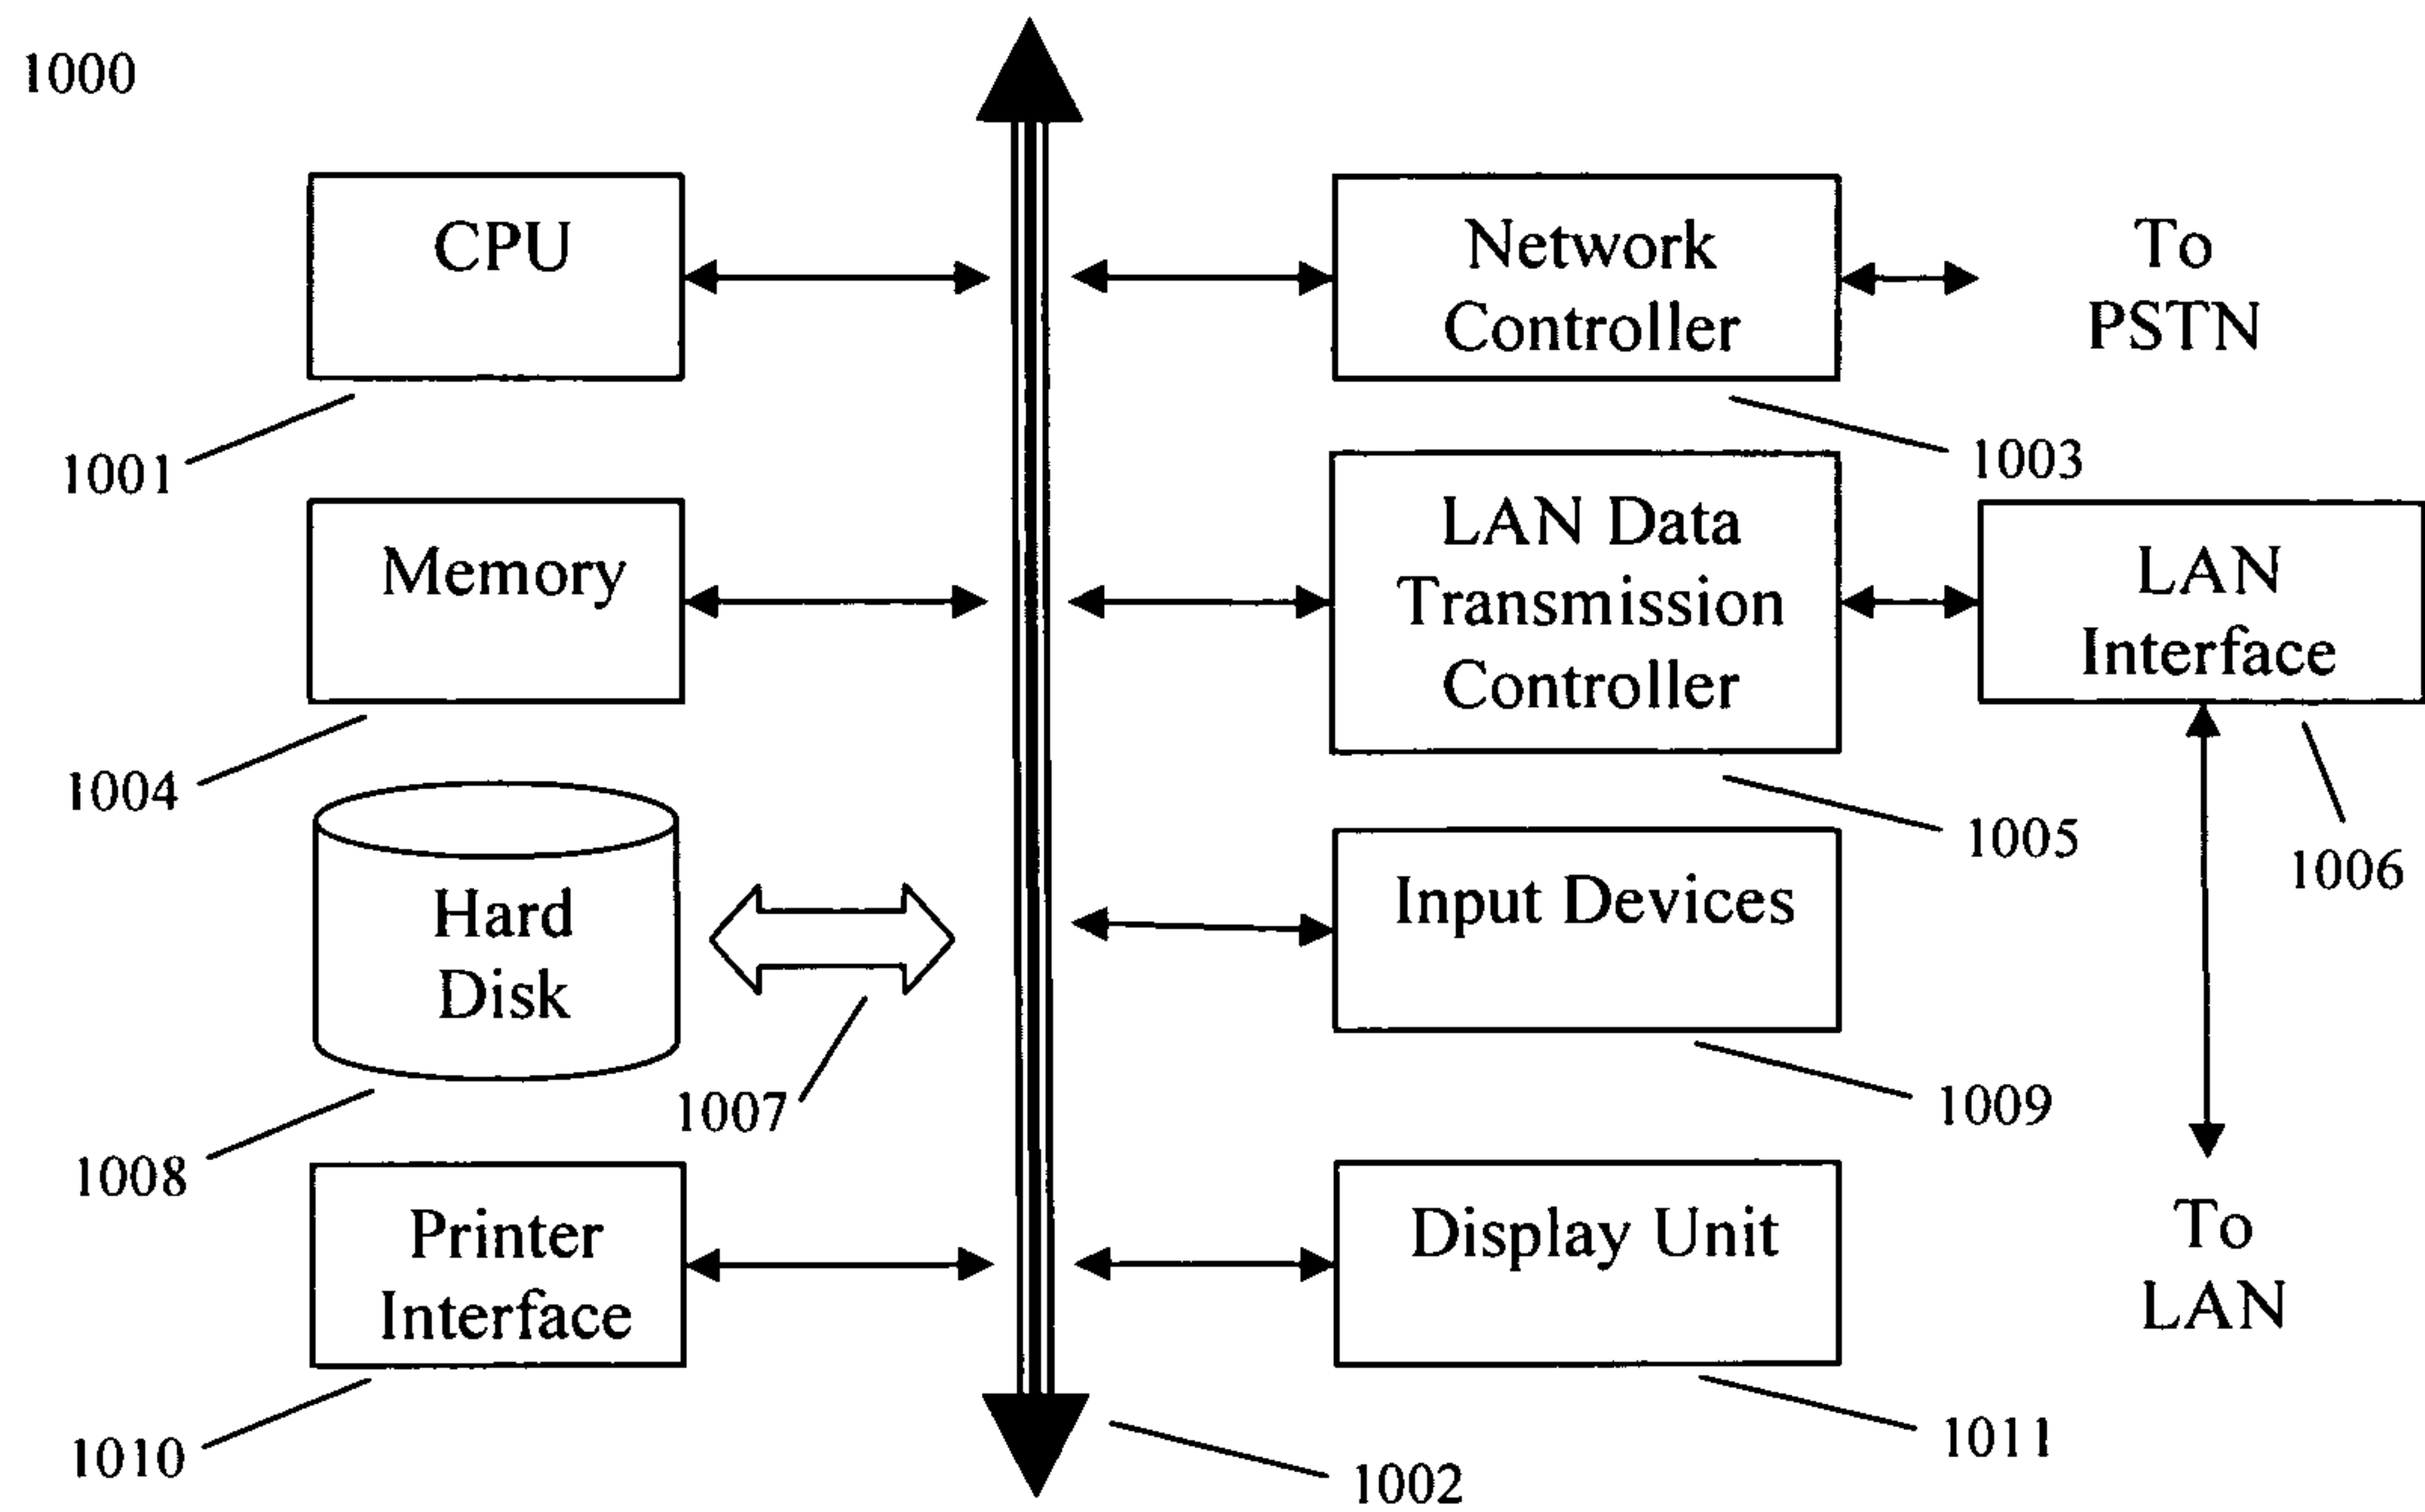 1000
CPU
1001
Network
Controller
1003
To
PSTN
Memory
1004
LAN Data
Transmission
Controller
1005
LAN
Interface
1006
Hard
Disk
1008
1007
Input Devices
1009
Printer
Interface
1010
Display Unit
1011
To
LAN
1002